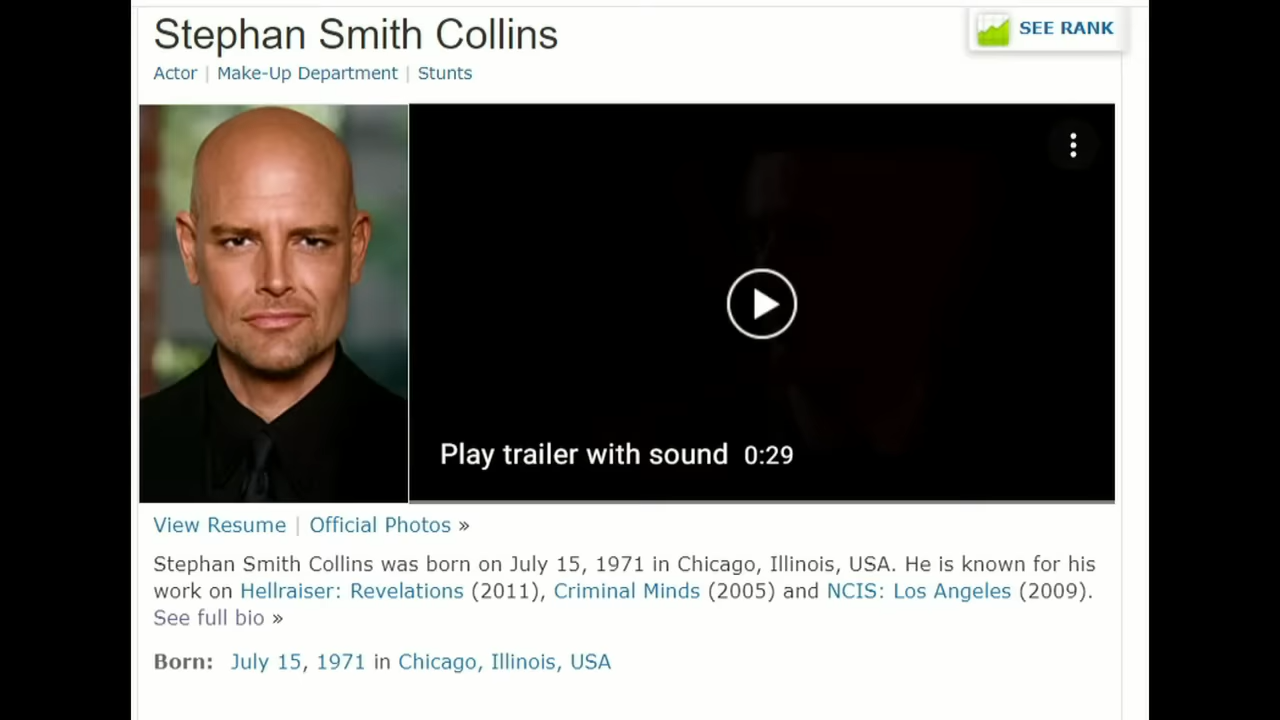 Stephan Smith Collins
SEE RANK
Actor | Make-Up Department | Stunts
Play trailer with sound 0:29
View Resume | Official Photos »
Stephan Smith Collins was born on July 15, 1971 in Chicago, Illinois, USA. He is known for his
work on Hellraiser: Revelations (2011), Criminal Minds (2005) and NCIS: Los Angeles (2009).
See full bio »
Born: July 15, 1971 in Chicago, Illinois, USA